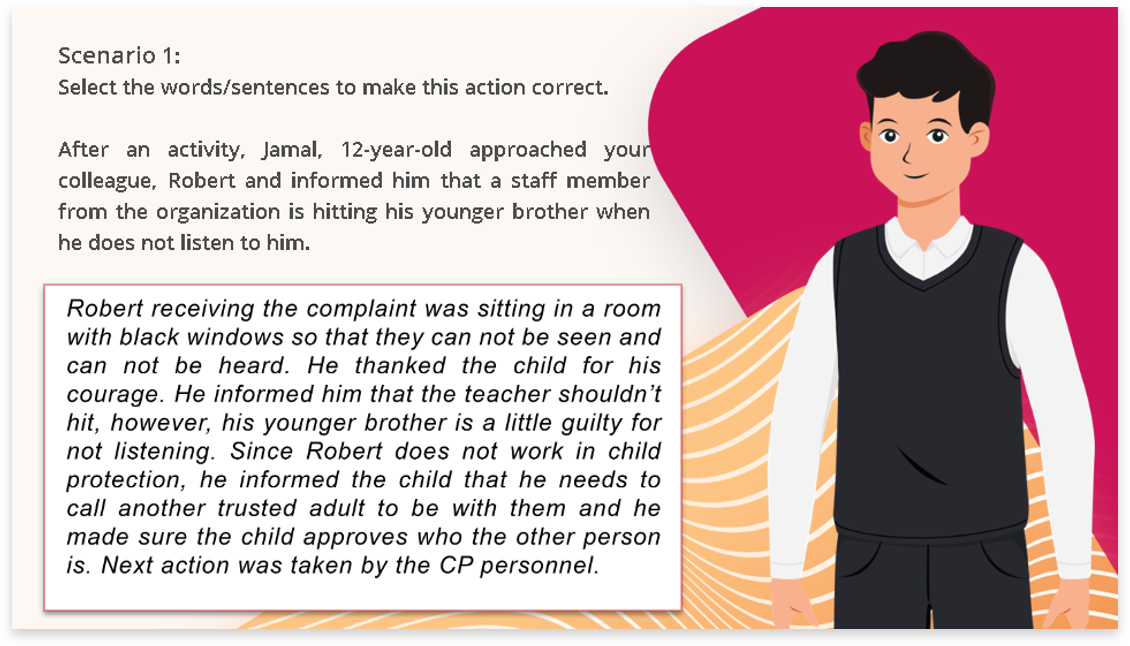 Scenario 1:
Select the words/sentences to make this action correct.
After an activity, Jamal, 12-year-old approached your
colleague, Robert and informed him that a staff member
from the organization is hitting his younger brother when
he does not listen to him.
Robert receiving the complaint was sitting in a room
with black windows so that they can not be seen and
can not be heard. He thanked the child for his
courage. He informed him that the teacher shouldn't
hit, however, his younger brother is a little guilty for
not listening. Since Robert does not work in child
protection, he informed the child that he needs to
call another trusted adult to be with them and he
made sure the child approves who the other person
is. Next action was taken by the CP personnel.